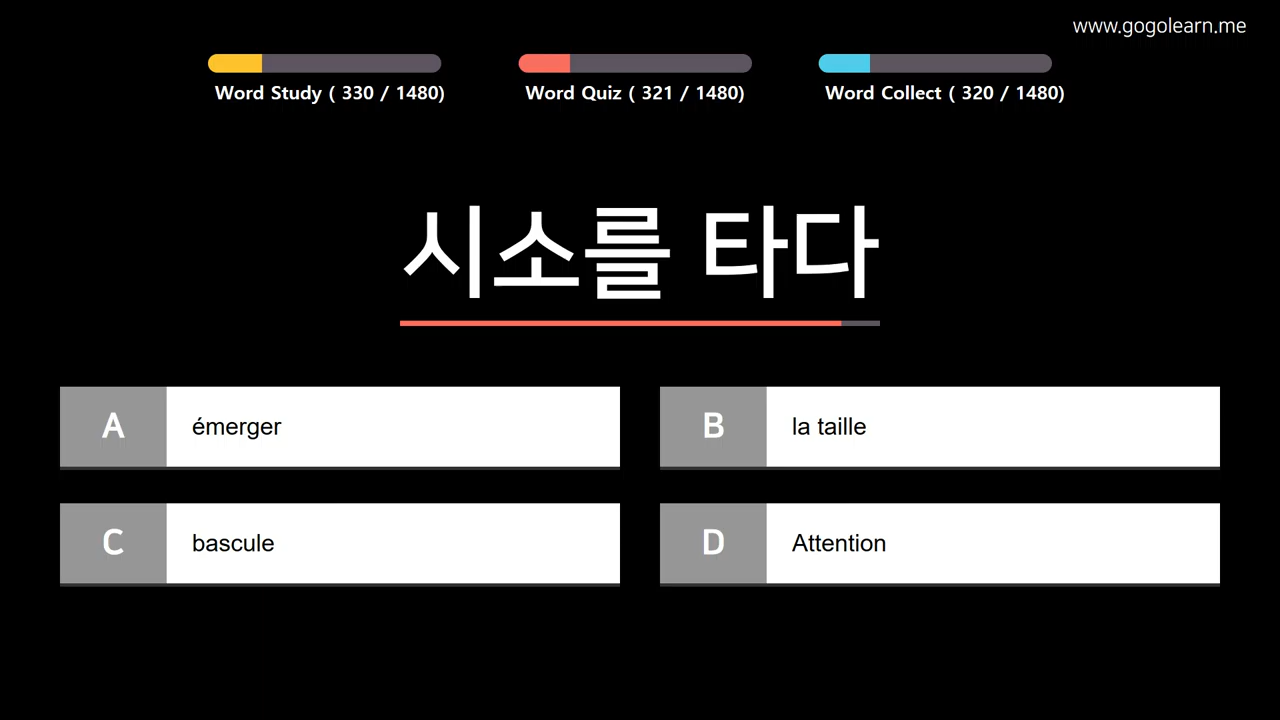 www.gogolearn.me
Word Study ( 330 / 1480)
Word Quiz ( 321 / 1480)
Word Collect ( 320 / 1480)
시소를 타다
A émerger
B la taille
C bascule
D Attention